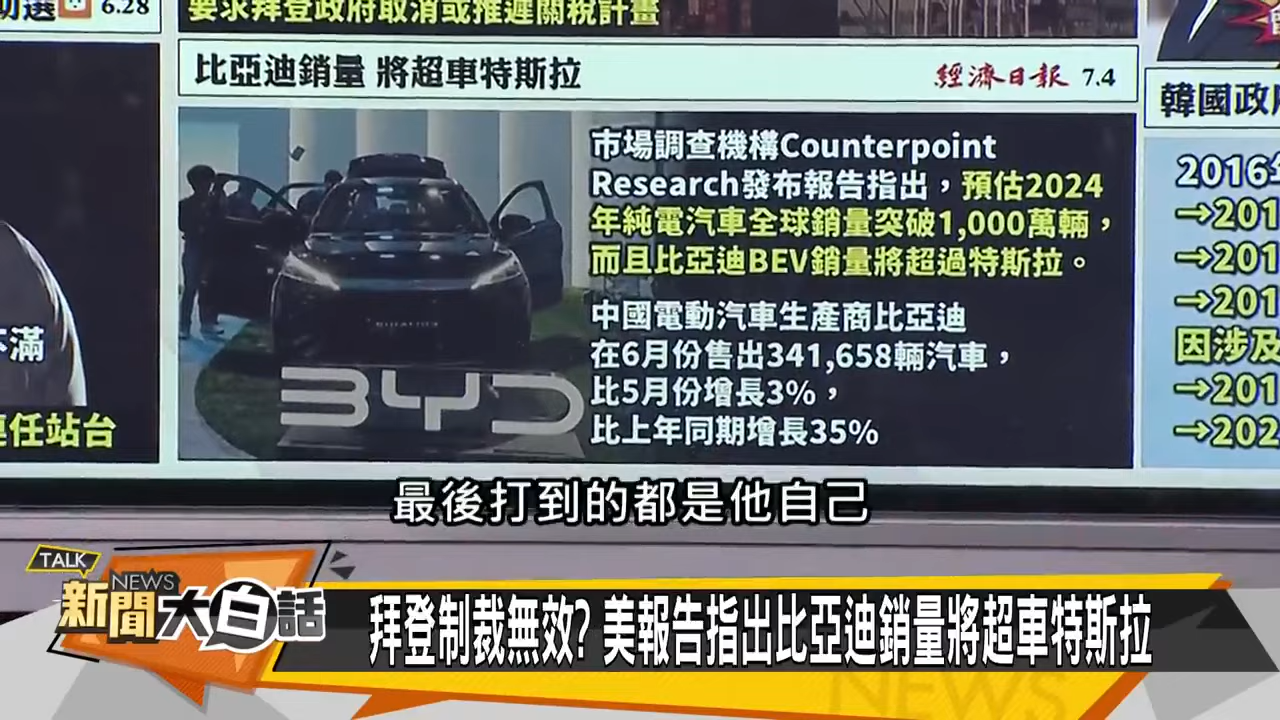 6.28
要求拜登政府取消或推遲關稅計畫
比亞迪銷量 將超車特斯拉
經濟日報 7.4
市場調查機構Counterpoint
Research發布報告指出，預估2024
年純電汽車全球銷量突破1,000萬輛，
而且比亞迪BEV銷量將超過特斯拉。
中國電動汽車生產商比亞迪
在6月份售出341,658輛汽車，
比5月份增長3%，
比上年同期增長35%
BYD
滿
任站台
韓國政府
2016年
→201
→201
→201
因涉及
→201
→202
最後打到的都是他自己
TALK
NEWS
新聞大白話
拜登制裁無效? 美報告指出比亞迪銷量將超車特斯拉
NEWS